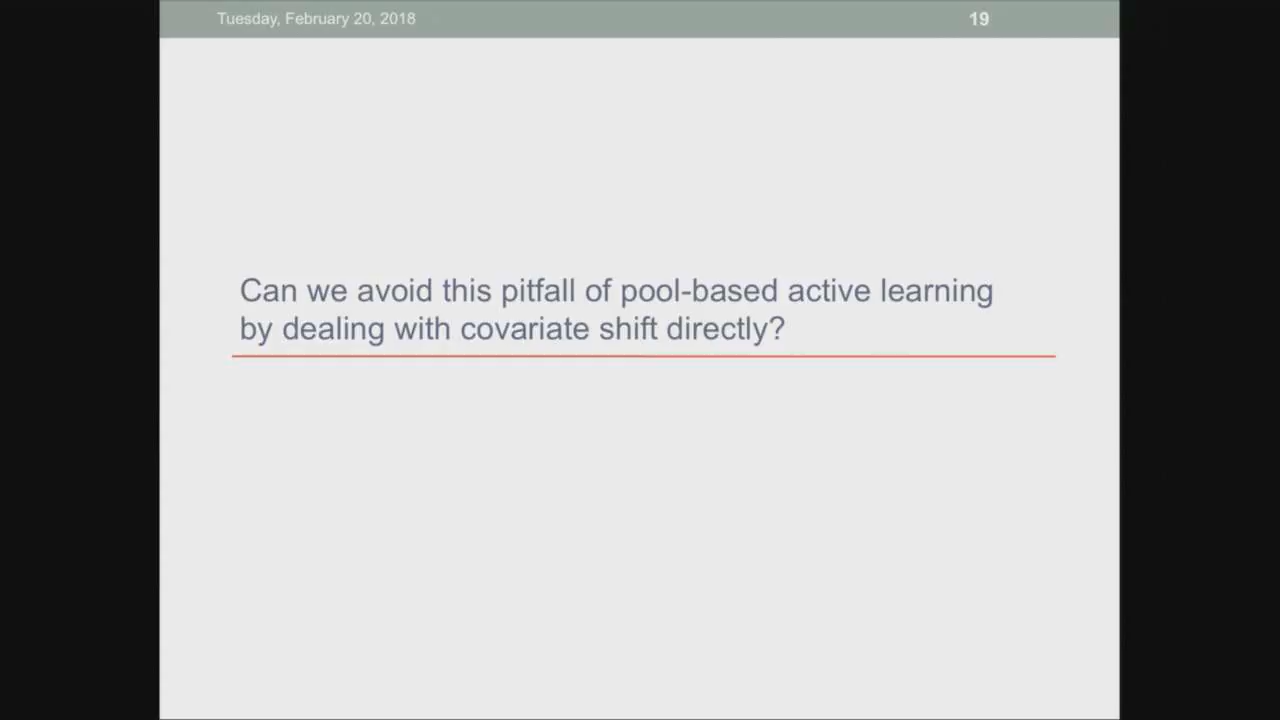 Tuesday, February 20, 2018
19
Can we avoid this pitfall of pool-based active learning
by dealing with covariate shift directly?